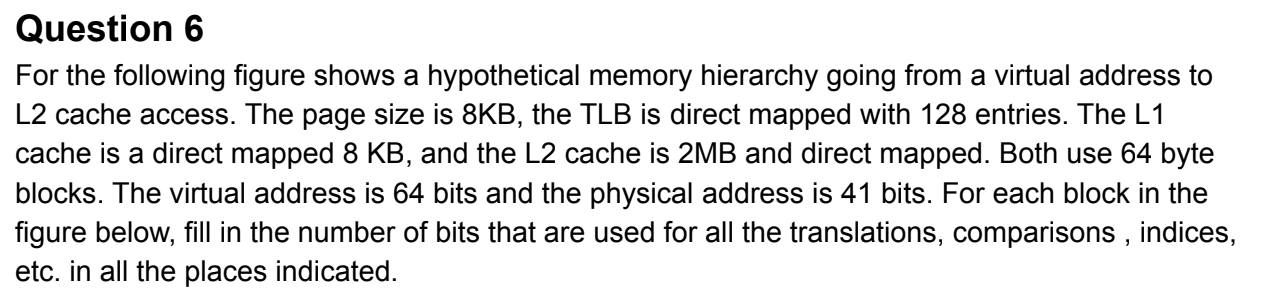 Question 6
For the following figure shows a hypothetical memory hierarchy going from a virtual address to
L2 cache access. The page size is 8KB, the TLB is direct mapped with 128 entries. The L1
cache is a direct mapped 8 KB, and the L2 cache is 2MB and direct mapped. Both use 64 byte
blocks. The virtual address is 64 bits and the physical address is 41 bits. For each block in the
figure below, fill in the number of bits that are used for all the translations, comparisons , indices,
etc. in all the places indicated.